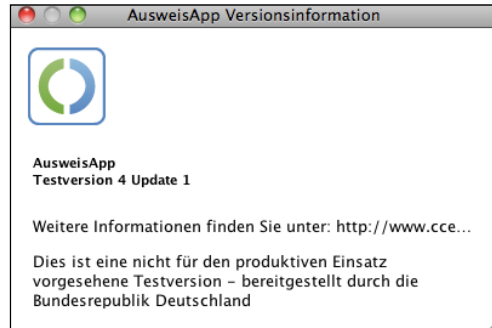 AusweisApp Versionsinformation
AusweisApp
Testversion 4 Update 1
Weitere Informationen finden Sie unter: http://www.cce...
Dies ist eine nicht für den produktiven Einsatz
vorgesehene Testversion – bereitgestellt durch die
Bundesrepublik Deutschland